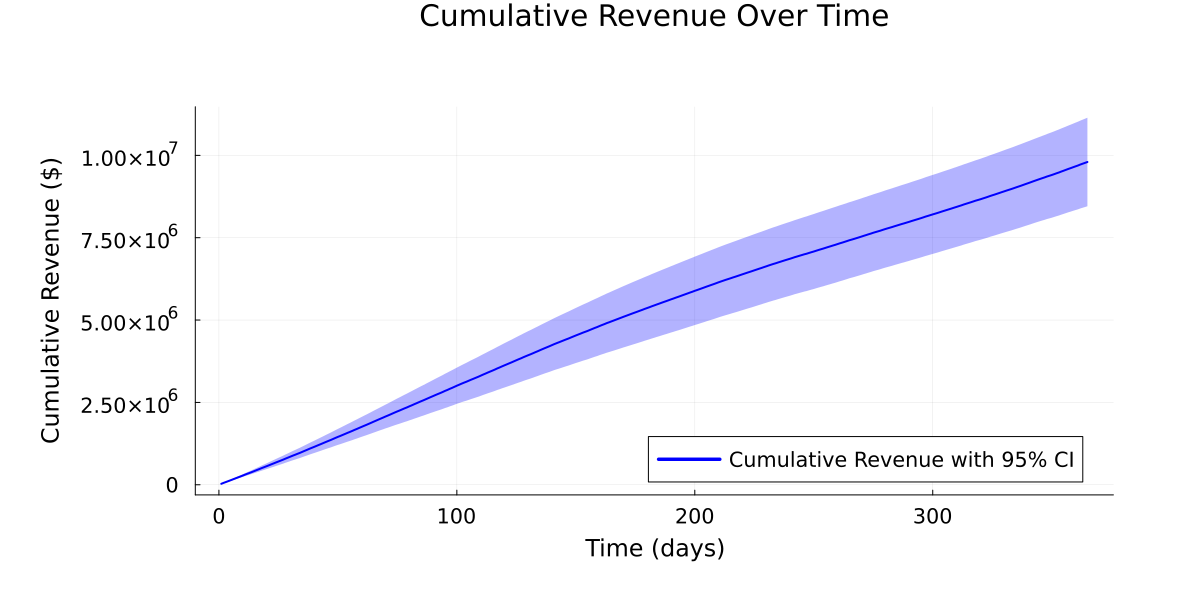 Cumulative Revenue Over Time
Cumulative Revenue ($)
1.00×10⁷
7.50×10⁶
5.00×10⁶
2.50×10⁶
0
Cumulative Revenue with 95% CI
0 100 200 300
Time (days)